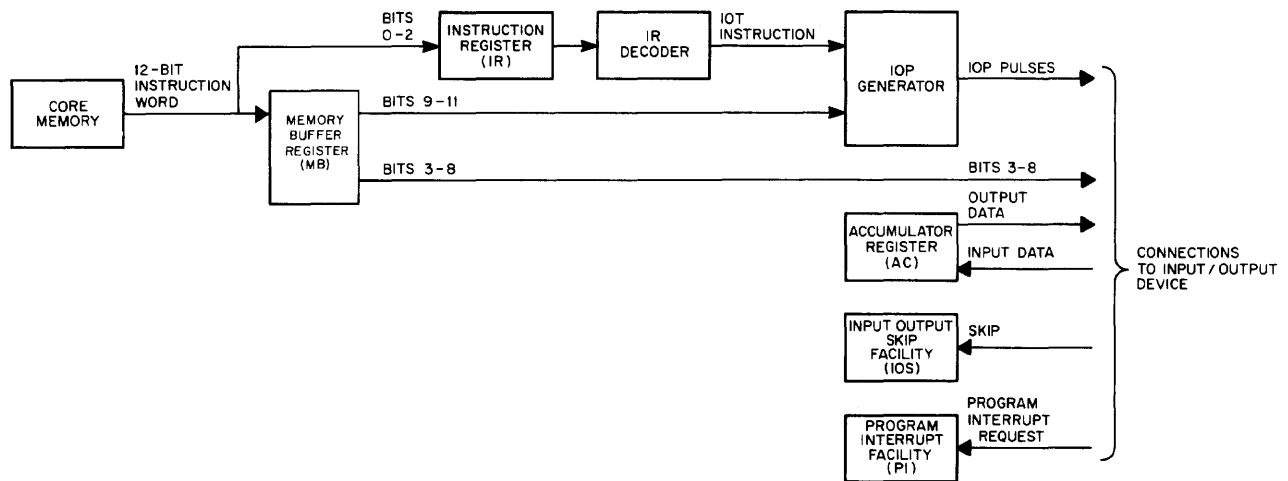 BITS
0-2
INSTRUCTION
REGISTER
(IR)
IR
DECODER
IOT
INSTRUCTION
IOP
GENERATOR
IOP PULSES
12-BIT
INSTRUCTION
WORD
CORE
MEMORY
MEMORY
BUFFER
REGISTER
(MB)
BITS 9-11
BITS 3-8
BITS 3-8
OUTPUT
DATA
ACCUMULATOR
REGISTER
(AC)
INPUT DATA
CONNECTIONS
TO INPUT/OUTPUT
DEVICE
INPUT OUTPUT
SKIP
FACILITY
(IOS)
SKIP
PROGRAM
INTERRUPT
FACILITY
(PI)
PROGRAM
INTERRUPT
REQUEST